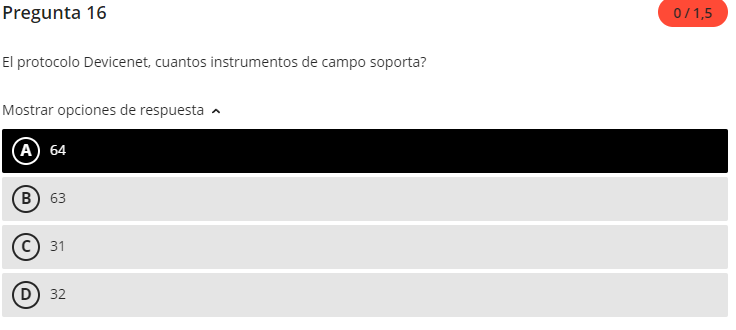 Pregunta 16
0 / 1,5
El protocolo Devicenet, cuantos instrumentos de campo soporta?
Mostrar opciones de respuesta
A 64
B 63
C 31
D 32